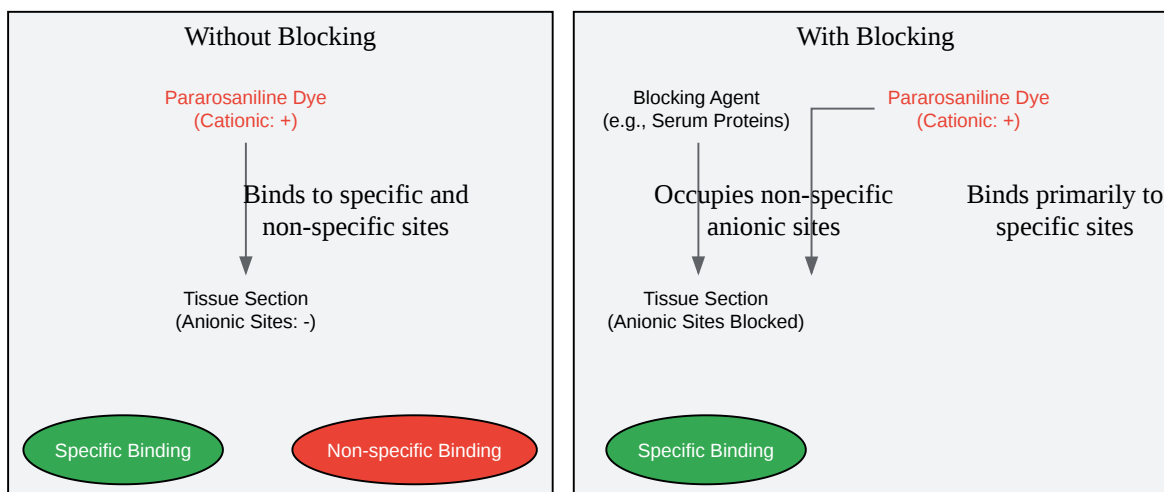 Without Blocking
Pararosaniline Dye
(Cationic: +)
Binds to specific and
non-specific sites
Tissue Section
(Anionic Sites: -)
Specific Binding
Non-specific Binding
With Blocking
Blocking Agent
(e.g., Serum Proteins)
Pararosaniline Dye
(Cationic: +)
Occupies non-specific
anionic sites
Binds primarily to
specific sites
Tissue Section
(Anionic Sites Blocked)
Specific Binding